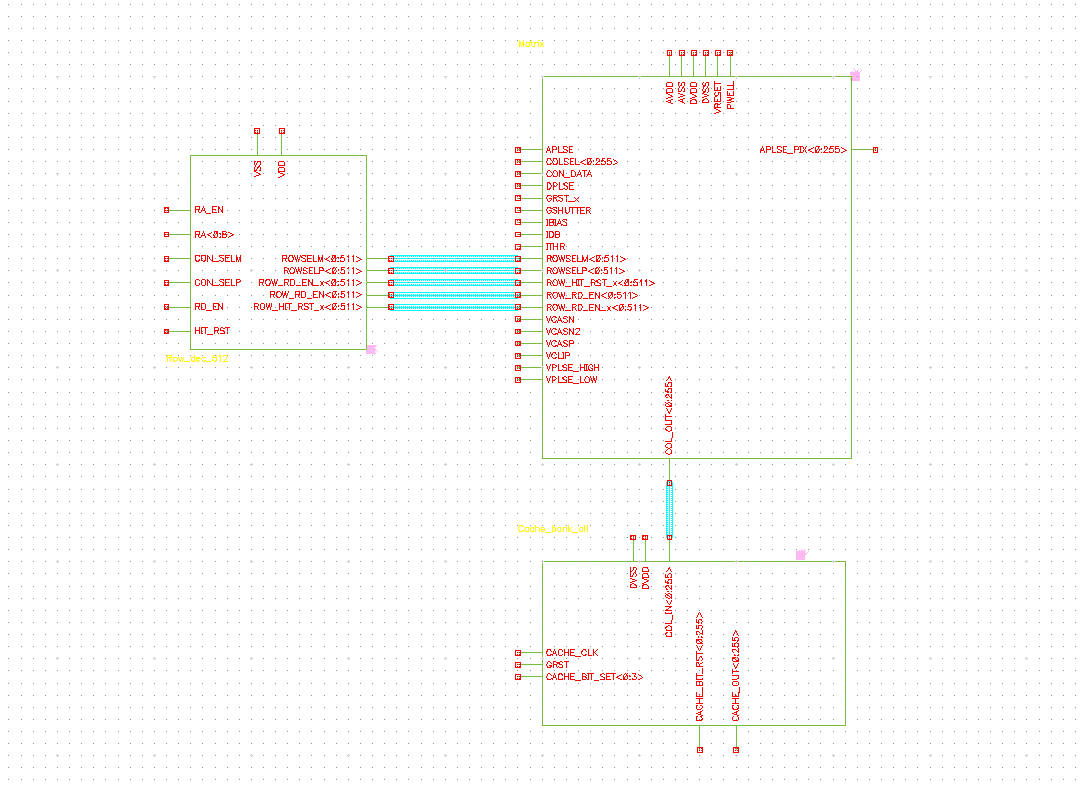 Matrix
AVDD
AVSS
DVDD
DVSS
VRESET
PWELL
VSS
VDD
RA_EN
RA<0:8>
CON_SELM
CON_SELP
RD_EN
HIT_RST
ROWSELM<0:511>
ROWSELP<0:511>
ROW_RD_EN_x<0:511>
ROW_RD_EN<0:511>
ROW_HIT_RST_x<0:511>
APLSE
COLSEL<0:255>
CON_DATA
DPLSE
GRST_x
GSHUTTER
IBIAS
IDB
ITHR
ROWSELM<0:511>
ROWSELP<0:511>
ROW_HIT_RST_x<0:511>
ROW_RD_EN<0:511>
ROW_RD_EN_x<0:511>
VCASN
VCASN2
VCASP
VCLIP
VPLSE_HIGH
VPLSE_LOW
APLSE_PIX<0:255>
COL_OUT<0:255>
DVSS
DVDD
COL_IN<0:255>
CACHE_CLK
GRST
CACHE_BIT_SET<0:3>
CACHE_BIT_RST<0:255>
CACHE_OUT<0:255>